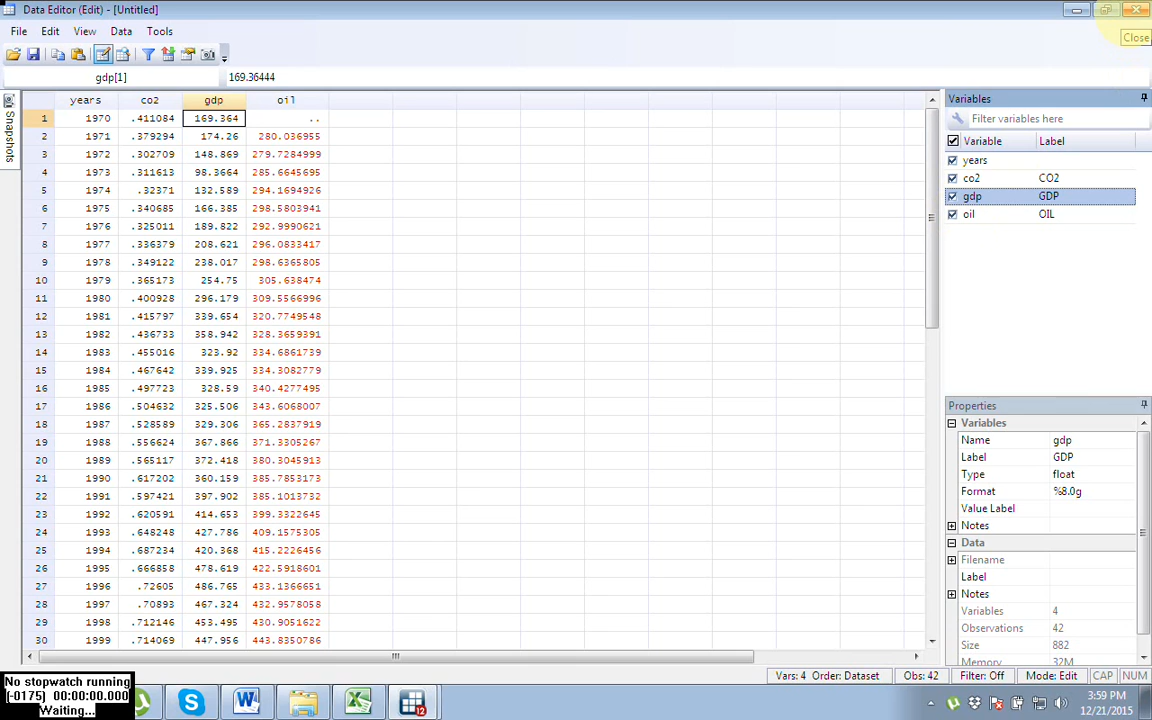 Data Editor (Edit) - [Untitled]
File Edit View Data Tools
Close
gdp[1] 169.36444
Snapshots
years co2 gdp oil
1 1970 .411084 169.364 ..
2 1971 .379294 174.26 280.036955
3 1972 .302709 148.869 279.7284999
4 1973 .311613 98.3664 285.6645695
5 1974 .32371 132.589 294.1694926
6 1975 .340685 166.385 298.5803941
7 1976 .325011 189.822 292.9990621
8 1977 .336379 208.621 296.0833417
9 1978 .349122 238.017 298.6365805
10 1979 .365173 254.75 305.638474
11 1980 .400928 296.179 309.5566996
12 1981 .415797 339.654 320.7749548
13 1982 .436733 358.942 328.3659391
14 1983 .455016 323.92 334.6861739
15 1984 .467642 339.925 334.3082779
16 1985 .497723 328.59 340.4277495
17 1986 .504632 325.506 343.6068007
18 1987 .528589 329.306 365.2837919
19 1988 .556624 367.866 371.3305267
20 1989 .565117 372.418 380.3045913
21 1990 .617202 360.159 385.7853173
22 1991 .597421 397.902 385.1013732
23 1992 .620591 414.653 399.3322645
24 1993 .648248 427.786 409.1575305
25 1994 .687234 420.368 415.2226456
26 1995 .666858 478.619 422.5918601
27 1996 .72605 486.765 433.1366651
28 1997 .70893 467.324 432.9578058
29 1998 .712146 453.495 430.9051622
30 1999 .714069 447.956 443.8350786
Variables
Filter variables here
Variable Label
years
co2 CO2
gdp GDP
oil OIL
Properties
Variables
Name gdp
Label GDP
Type float
Format %8.0g
Value Label
Notes
Data
Filename
Label
Notes
Variables 4
Observations 42
Size 882
Memory 32M
Vars: 4 Order: Dataset Obs: 42 Filter: Off Mode: Edit CAP NUM
No stopwatch running
[-0175) 00:00:00.000
Waiting...
12
3:59 PM
12/21/2015